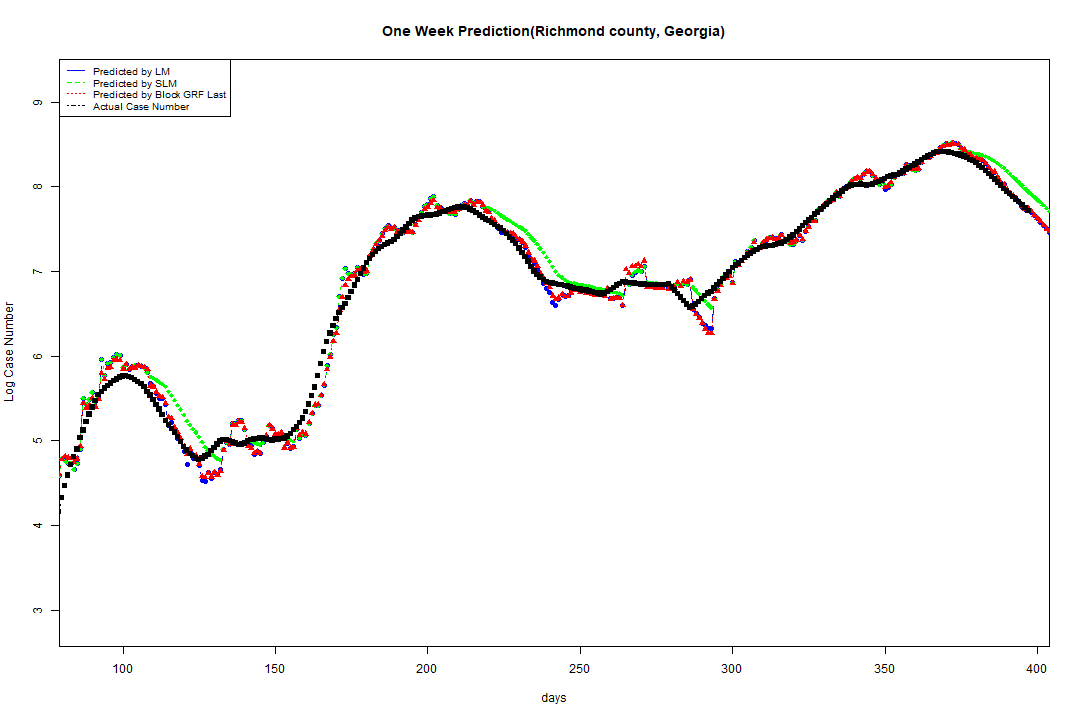 One Week Prediction(Richmond county, Georgia)
Predicted by LM
Predicted by SLM
Predicted by Block GRF Last
Actual Case Number
9
8
7
6
5
4
3
Log Case Number
100 150 200 250 300 350 400
days